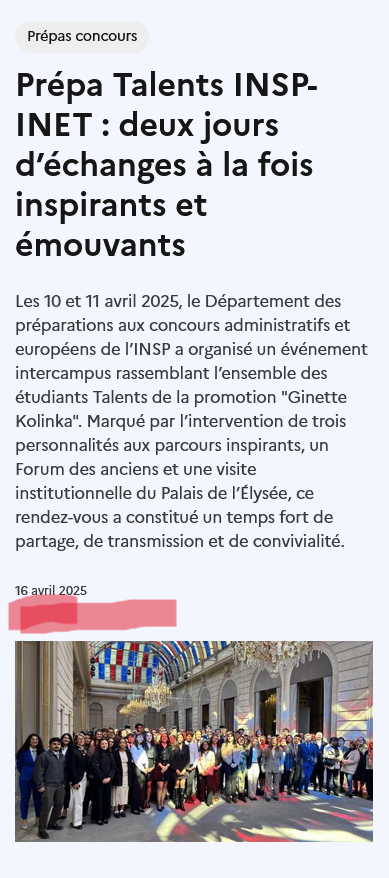 Prépas concours
Prépa Talents INSP-
INET : deux jours
d’échanges à la fois
inspirants et
émouvants
Les 10 et 11 avril 2025, le Département des
préparations aux concours administratifs et
européens de l’INSP a organisé un événement
intercampus rassemblant l’ensemble des
étudiants Talents de la promotion "Ginette
Kolinka". Marqué par l’intervention de trois
personnalités aux parcours inspirants, un
Forum des anciens et une visite
institutionnelle du Palais de l’Élysée, ce
rendez-vous a constitué un temps fort de
partage, de transmission et de convivialité.
16 avril 2025